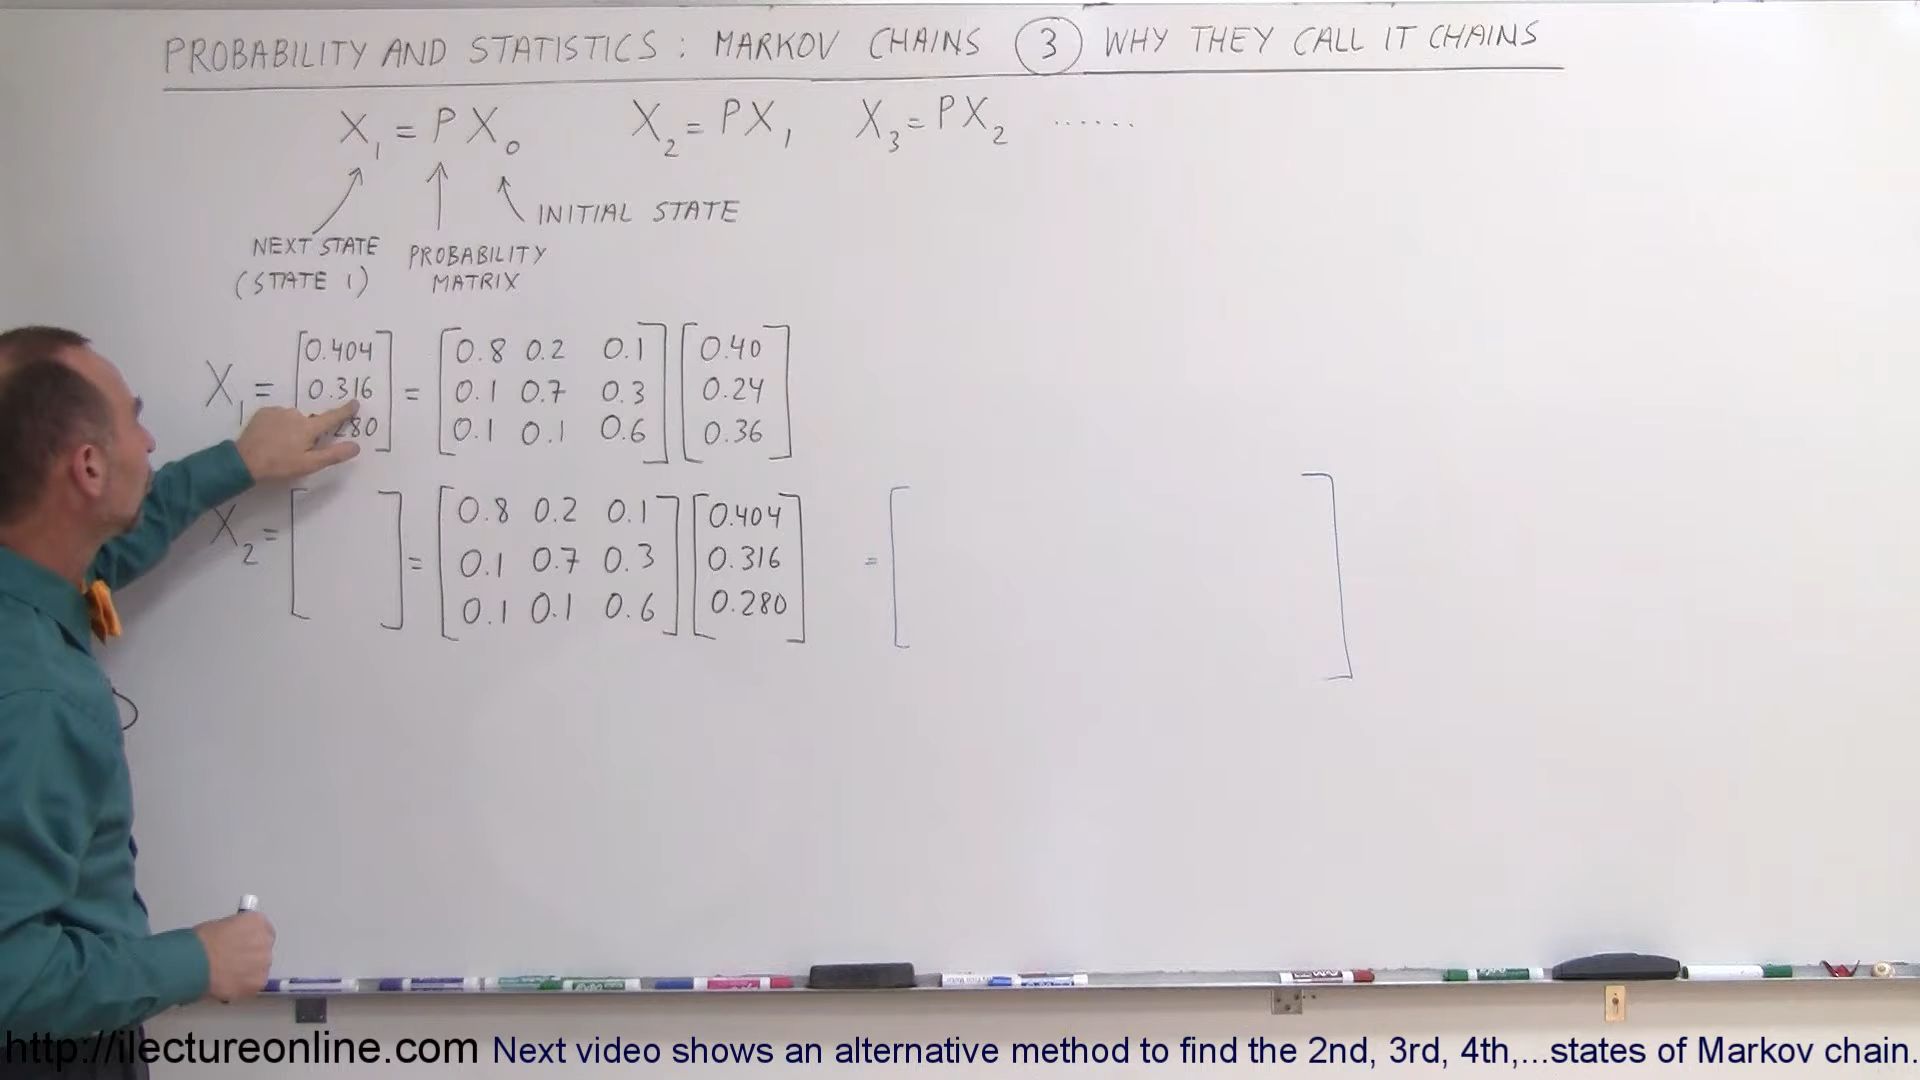 PROBABILITY AND STATISTICS : MARKOV CHAINS 3 WHY THEY CALL IT CHAINS
X1 = P X0 X2 = PX1 X3 = PX2 ......
INITIAL STATE
NEXT STATE
(STATE 1)
PROBABILITY
MATRIX
X1 = [0.404] = [0.8 0.2 0.1] [0.40]
0.316 0.1 0.7 0.3 0.24
.280 0.1 0.1 0.6 0.36
X2 = [ ] = [0.8 0.2 0.1] [0.404] = [ ]
0.1 0.7 0.3 0.316
0.1 0.1 0.6 0.280
http://ilectureonline.com Next video shows an alternative method to find the 2nd, 3rd, 4th,...states of Markov chain.